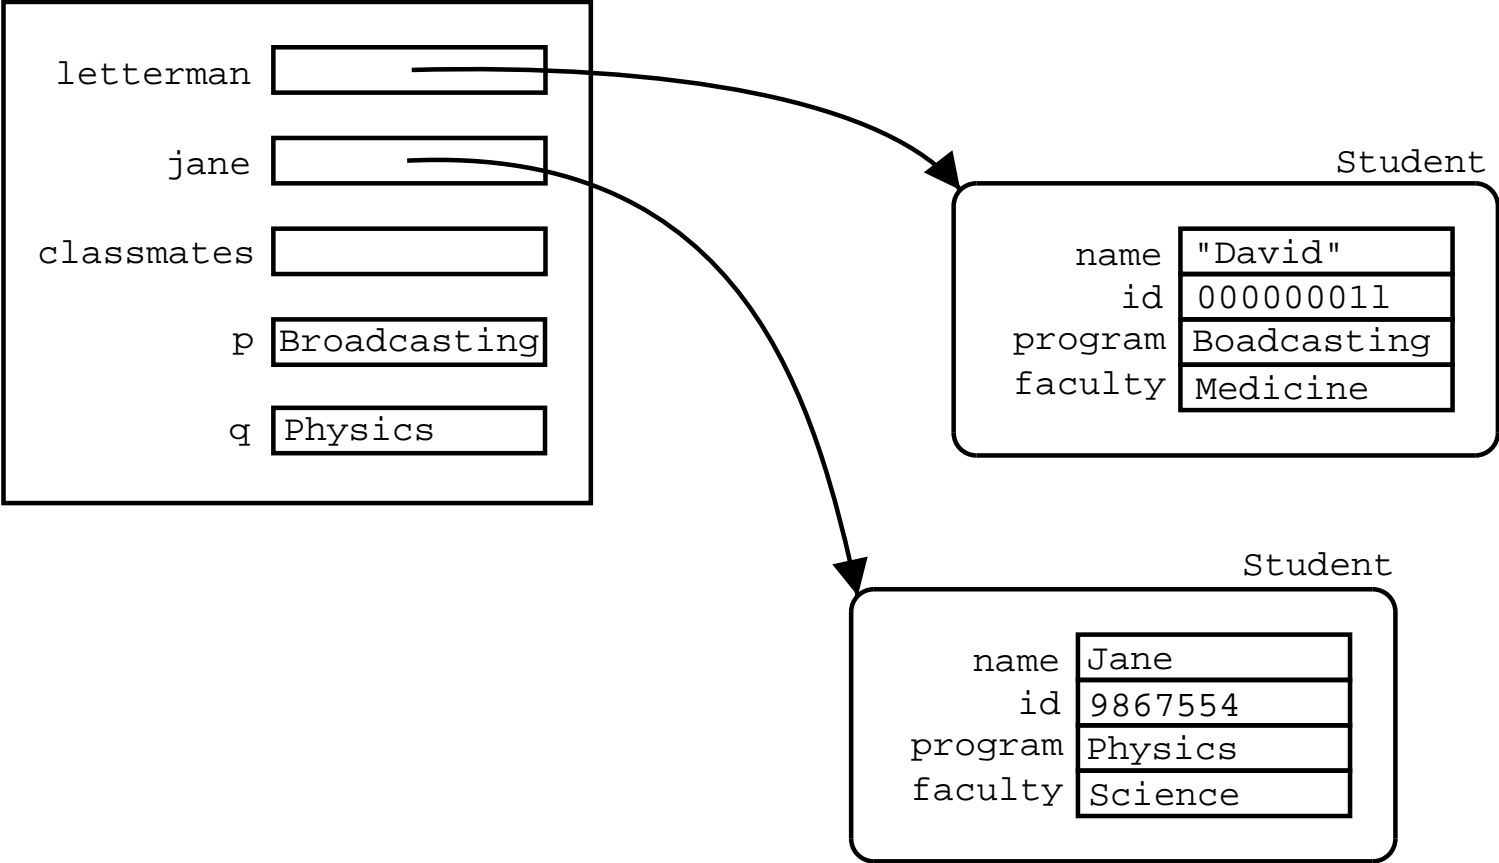 letterman
jane
classmates
p Broadcasting
q Physics
Student
name "David"
id 00000001l
program Boadcasting
faculty Medicine
Student
name Jane
id 9867554
program Physics
faculty Science